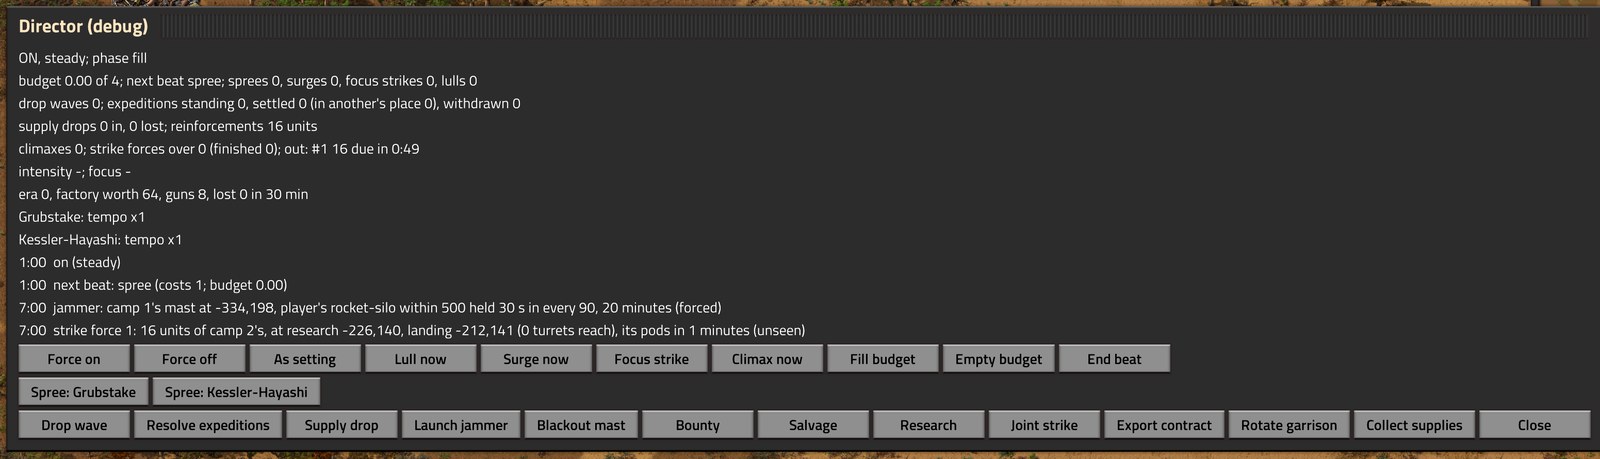 Director (debug)
ON, steady; phase fill
budget 0.00 of 4; next beat spree; sprees 0, surges 0, focus strikes 0, lulls 0
drop waves 0; expeditions standing 0, settled 0 (in another's place 0), withdrawn 0
supply drops 0 in, 0 lost; reinforcements 16 units
climaxes 0; strike forces over 0 (finished 0); out: #1 16 due in 0:49
intensity -; focus -
era 0, factory worth 64, guns 8, lost 0 in 30 min
Grubstake: tempo x1
Kessler-Hayashi: tempo x1
1:00 on (steady)
1:00 next beat: spree (costs 1; budget 0.00)
7:00 jammer: camp 1's mast at -334,198, player's rocket-silo within 500 held 30 s in every 90, 20 minutes (forced)
7:00 strike force 1: 16 units of camp 2's, at research -226,140, landing -212,141 (0 turrets reach), its pods in 1 minutes (unseen)
Force on Force off As setting Lull now Surge now Focus strike Climax now Fill budget Empty budget End beat
Spree: Grubstake Spree: Kessler-Hayashi
Drop wave Resolve expeditions Supply drop Launch jammer Blackout mast Bounty Salvage Research Joint strike Export contract Rotate garrison Collect supplies Close